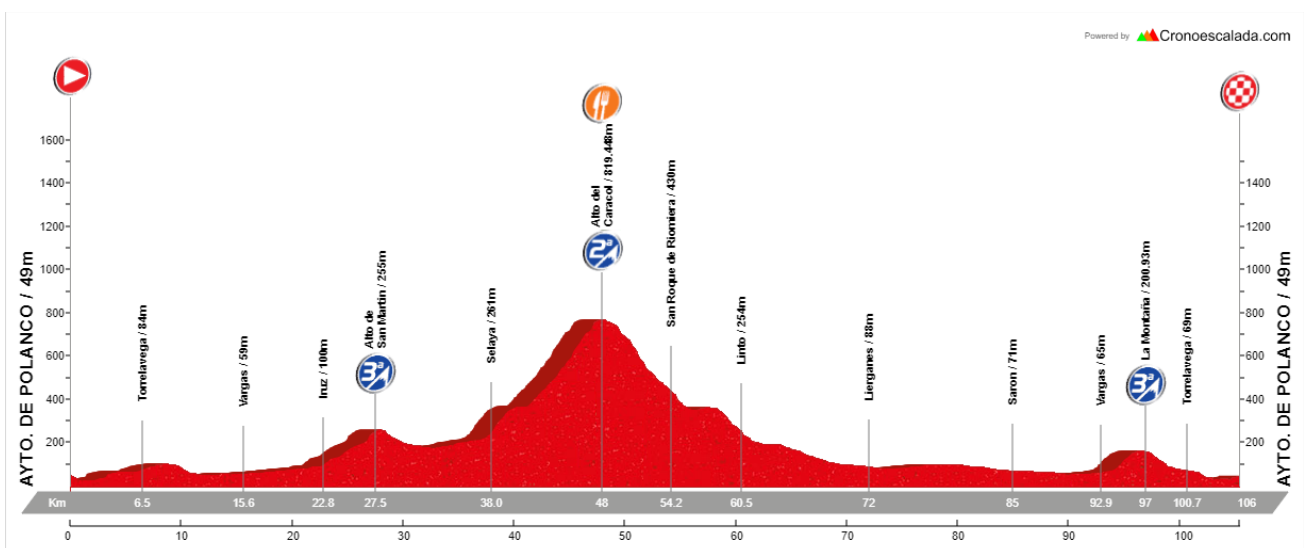 Powered by Cronoescalada.com
AYTO. DE POLANCO / 49m
1600
1400
1200
1000
800
600
400
200
Torrelavega / 84m
Vargas / 59m
Iruz / 100m
Alto de
San Martin / 255m
3ª
Selaya / 261m
Alto del
Caracol / 819.448m
2ª
San Roque de Riomiera / 430m
Linto / 254m
Lierganes / 88m
Saron / 71m
Vargas / 65m
La Montaña / 200.93m
3ª
Torrelavega / 69m
1400
1200
1000
800
600
400
200
AYTO. DE POLANCO / 49m
Km 6.5 15.6 22.8 27.5 38.0 48 54.2 60.5 72 85 92.9 97 100.7 106
0 10 20 30 40 50 60 70 80 90 100